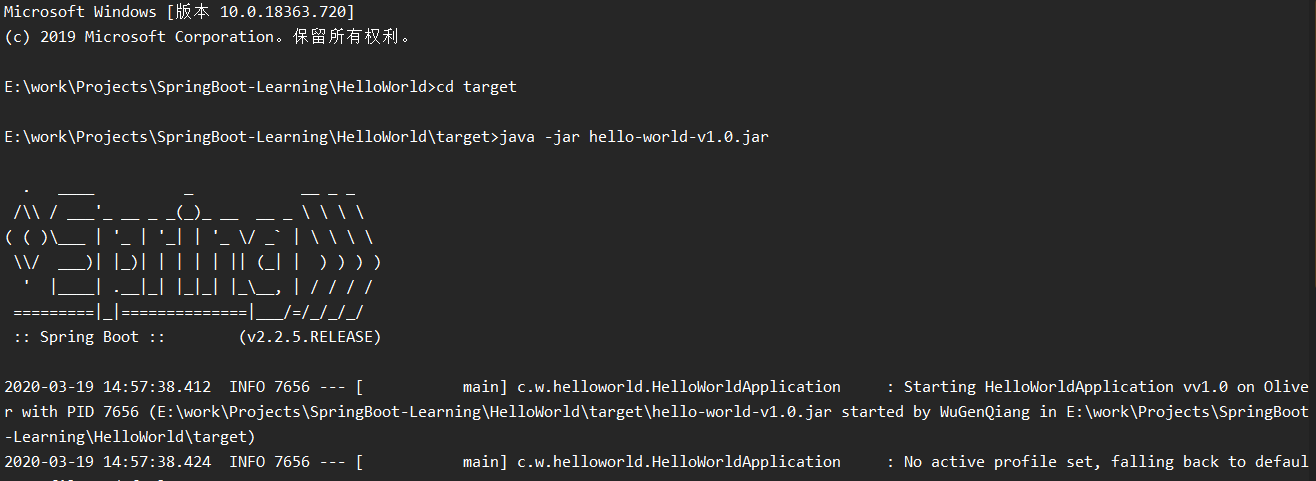 Microsoft Windows [版本 10.0.18363.720]
(c) 2019 Microsoft Corporation。保留所有权利。
E:\work\Projects\SpringBoot-Learning\HelloWorld>cd target
E:\work\Projects\SpringBoot-Learning\HelloWorld\target>java -jar hello-world-v1.0.jar
  .   ____          _            __ _ _
 /\\ / ___'_ __ _ _(_)_ __  __ _ \ \ \ \
( ( )\___ | '_ | '_| | '_ \/ _` | \ \ \ \
 \\/  ___)| |_)| | | | | || (_| |  ) ) ) )
  '  |____| .__|_| |_|_| |_\__, | / / / /
 =========|_|==============|___/=/_/_/_/
 :: Spring Boot ::        (v2.2.5.RELEASE)
2020-03-19 14:57:38.412  INFO 7656 --- [           main] c.w.helloworld.HelloWorldApplication     : Starting HelloWorldApplication vv1.0 on Olive
r with PID 7656 (E:\work\Projects\SpringBoot-Learning\HelloWorld\target\hello-world-v1.0.jar started by WuGenQiang in E:\work\Projects\SpringBoot
-Learning\HelloWorld\target)
2020-03-19 14:57:38.424  INFO 7656 --- [           main] c.w.helloworld.HelloWorldApplication     : No active profile set, falling back to defaul